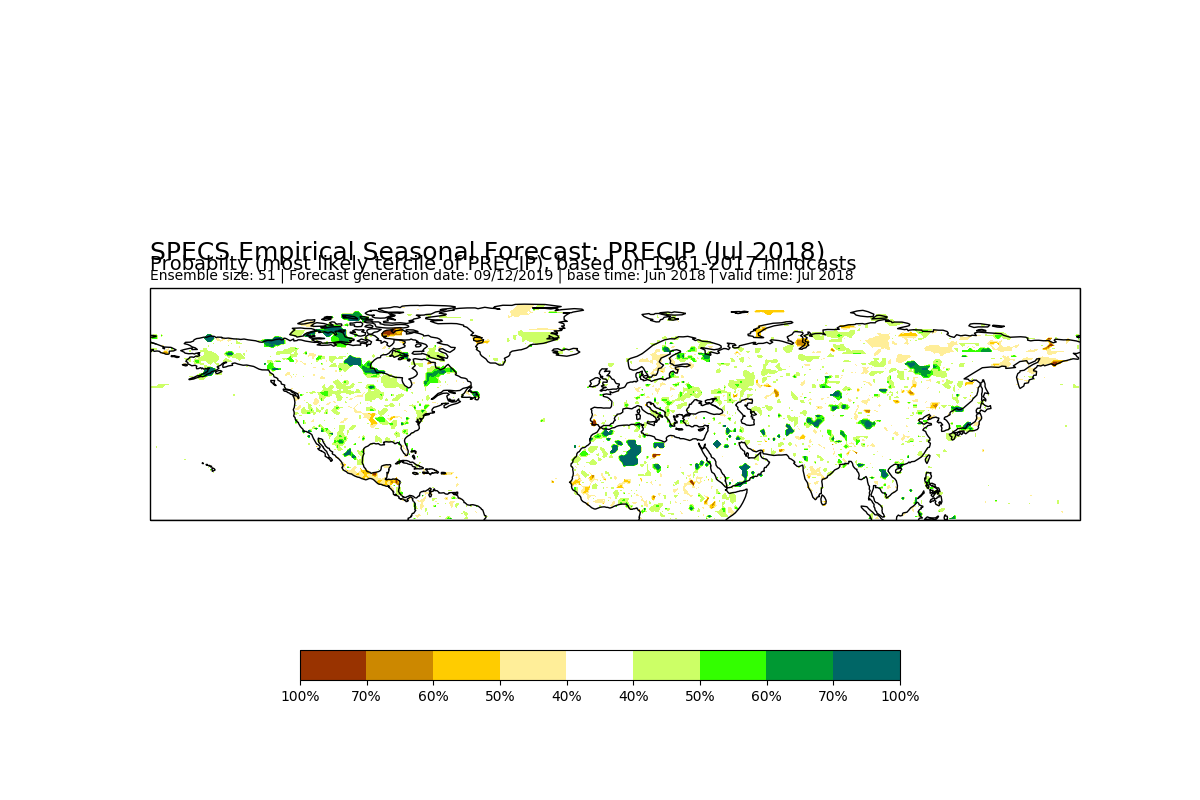 SPECS Empirical Seasonal Forecast: PRECIP (Jul 2018)
Probabilty (most likely tercile of PRECIP), based on 1961-2017 hindcasts
Ensemble size: 51 | Forecast generation date: 09/12/2019 | base time: Jun 2018 | valid time: Jul 2018
100% 70% 60% 50% 40% 40% 50% 60% 70% 100%